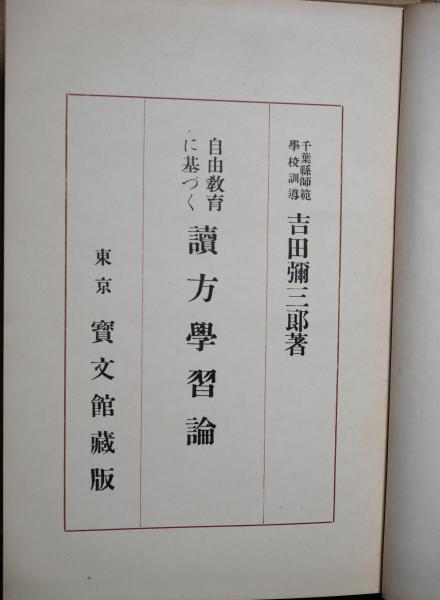 千葉縣師範
學校訓導
吉田彌三郎著
自由教育
に基づく
讀方學習論
東京
寶文館藏版